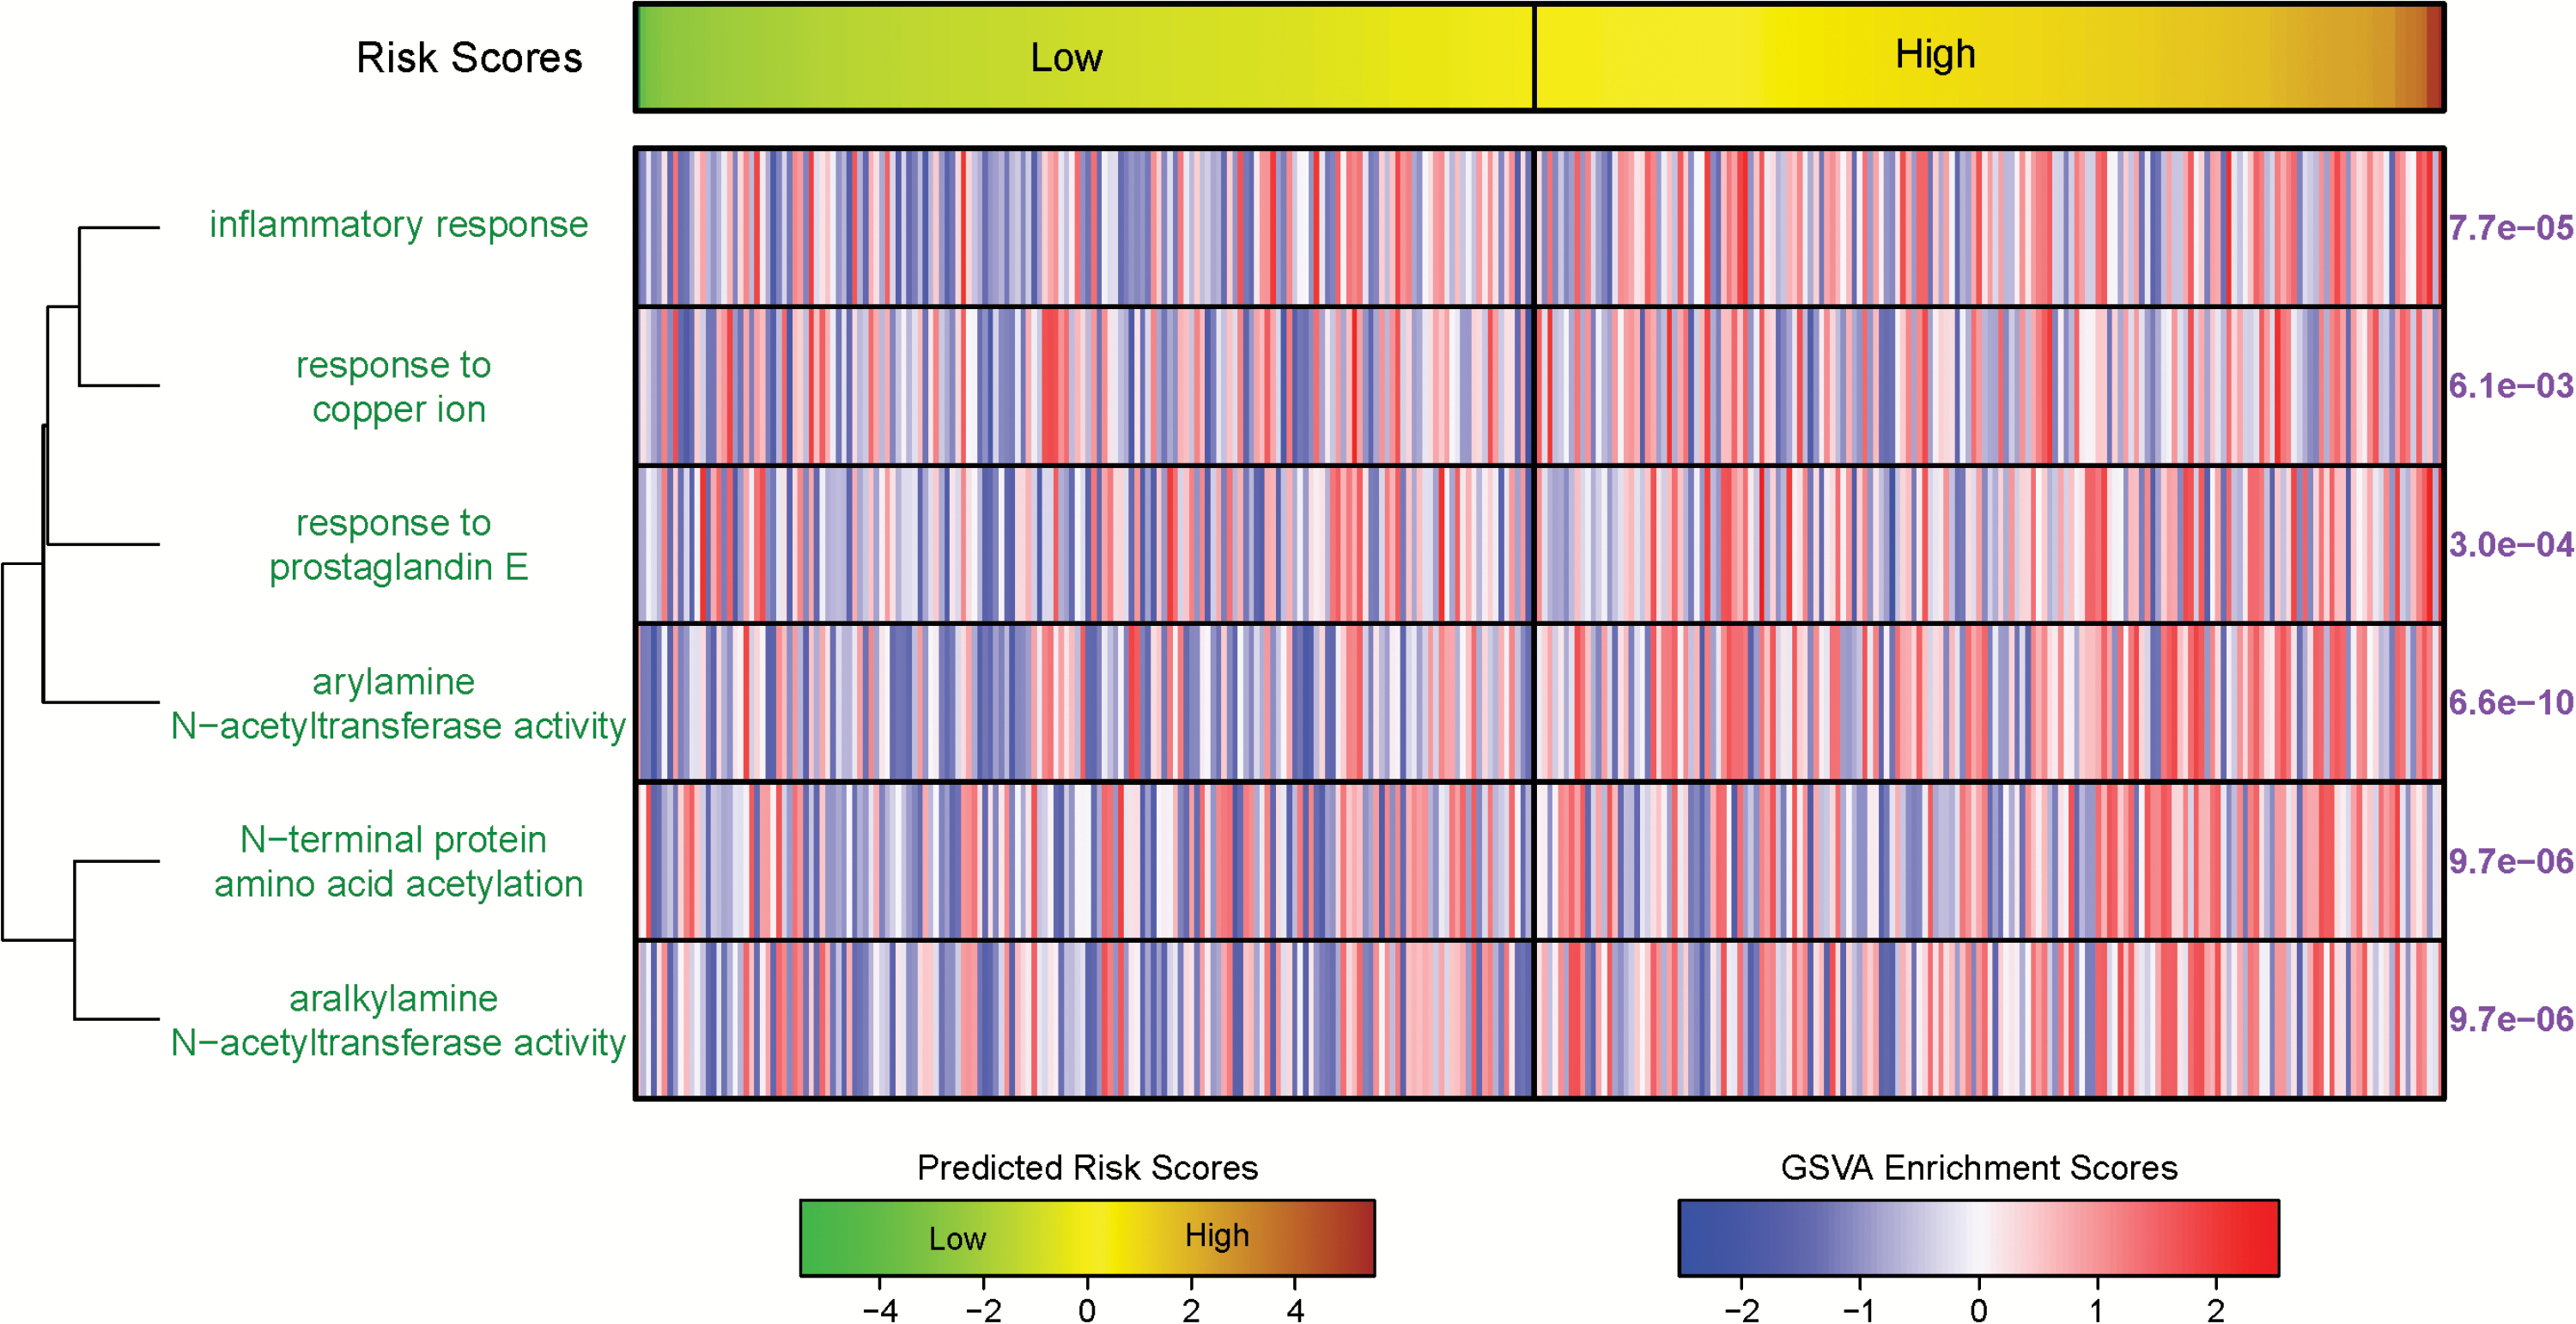 Risk Scores
Low
High
inflammatory response
7.7e−05
response to
copper ion
6.1e−03
response to
prostaglandin E
3.0e−04
arylamine
N−acetyltransferase activity
6.6e−10
N−terminal protein
amino acid acetylation
9.7e−06
aralkylamine
N−acetyltransferase activity
9.7e−06
Predicted Risk Scores
Low
High
−4 −2 0 2 4
GSVA Enrichment Scores
−2 −1 0 1 2